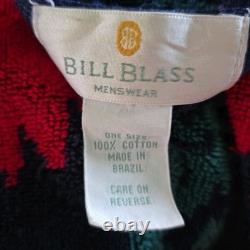 BB
BILL BLASS
MENSWEAR
ONE SIZE
100% COTTON
MADE IN
BRAZIL
CARE ON
REVERSE